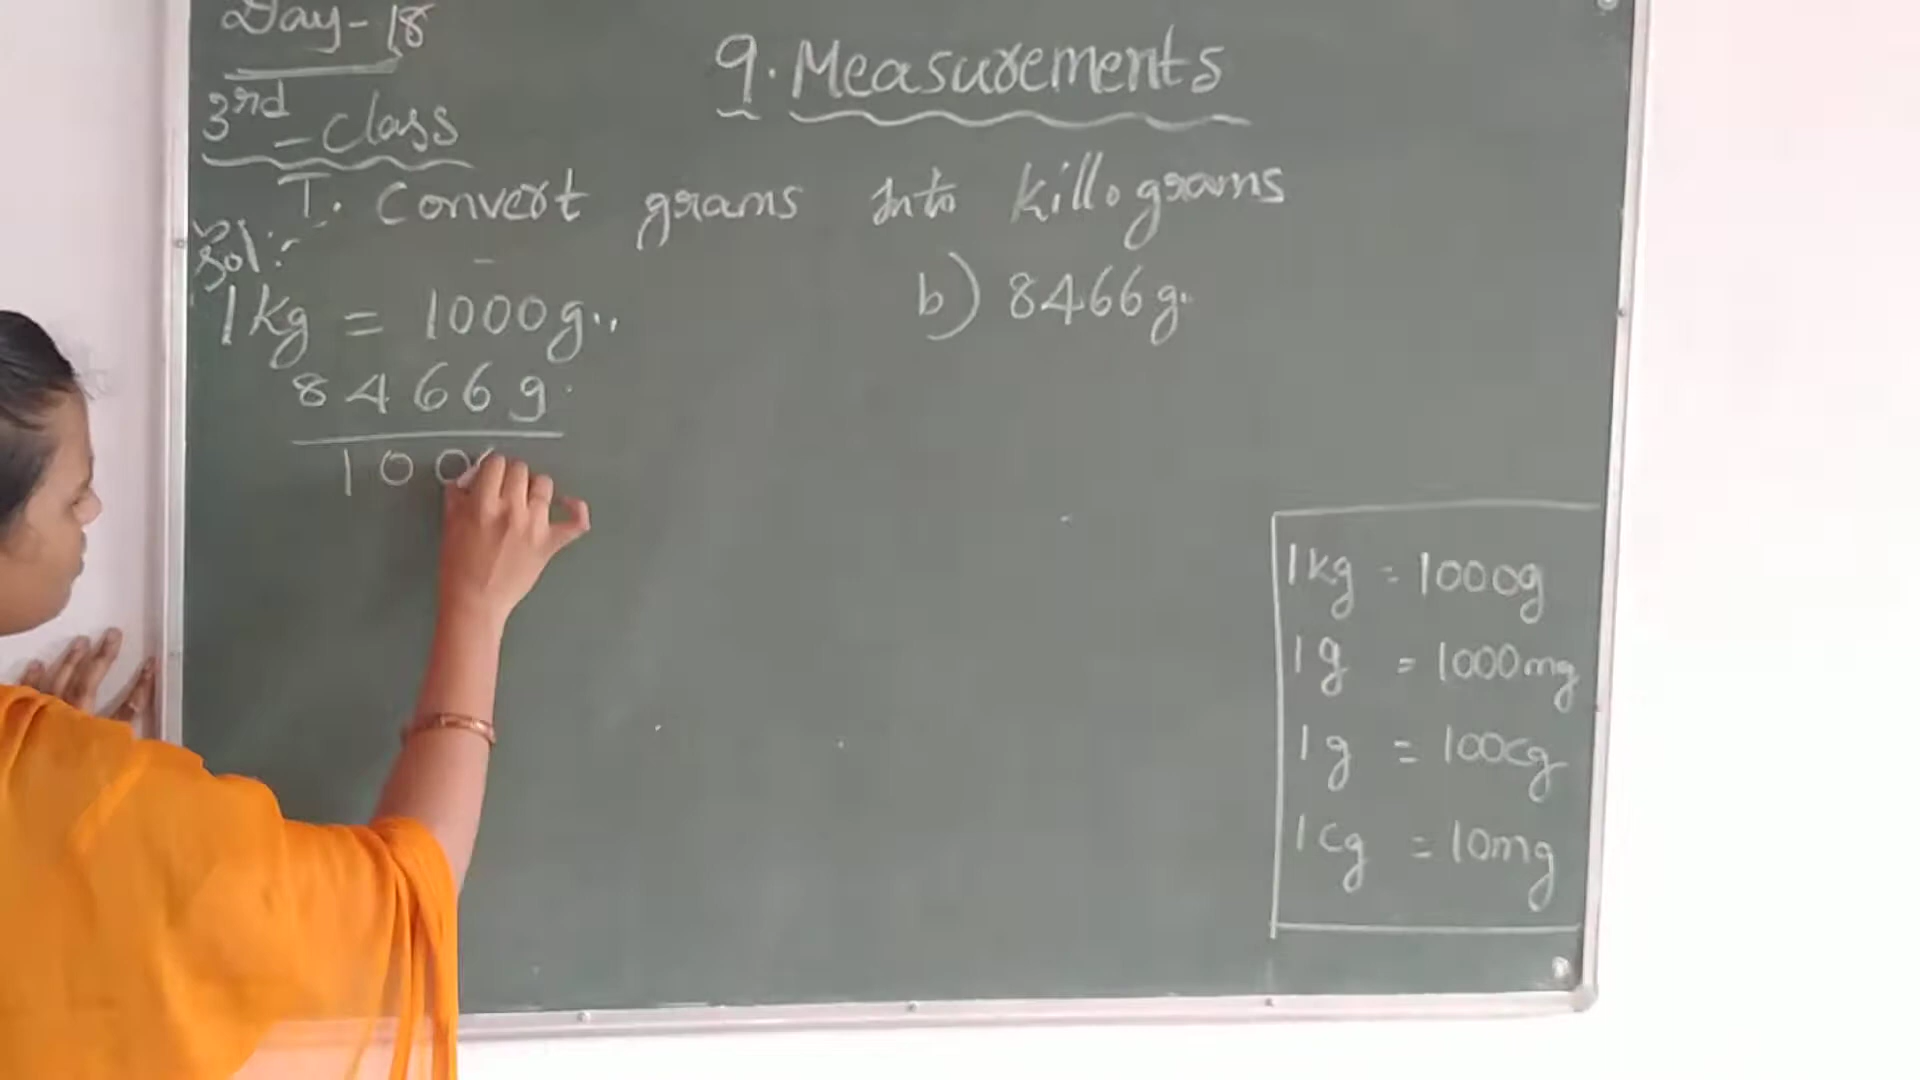 Day-18
3rd-class
9. Measurements
I. Convert grams into killograms
Sol:-
b) 8466g.
1kg = 1000g..
8466g.
100
1kg = 1000g
1g = 1000mg
1g = 100cg
1cg = 10mg